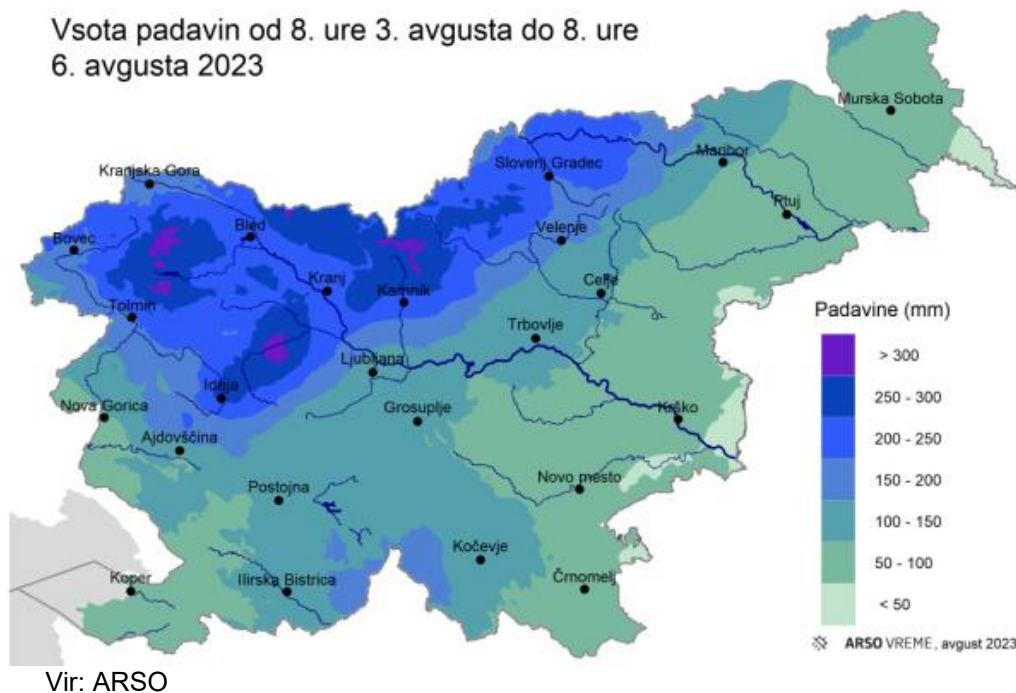 Vsota padavin od 8. ure 3. avgusta do 8. ure
6. avgusta 2023
Murska Sobota
Maribor
Slovenj Gradec
Kranjska Gora
Ptuj
Bled
Velenje
Bovec
Kranj
Kamnik
Celje
Tolmin
Trbovlje
Ljubljana
Idrija
Nova Gorica
Grosuplje
Krško
Ajdovščina
Postojna
Novo mesto
Kočevje
Koper
Ilirska Bistrica
Črnomelj
Padavine (mm)
> 300
250 - 300
200 - 250
150 - 200
100 - 150
50 - 100
< 50
ARSO VREME, avgust 2023
Vir: ARSO